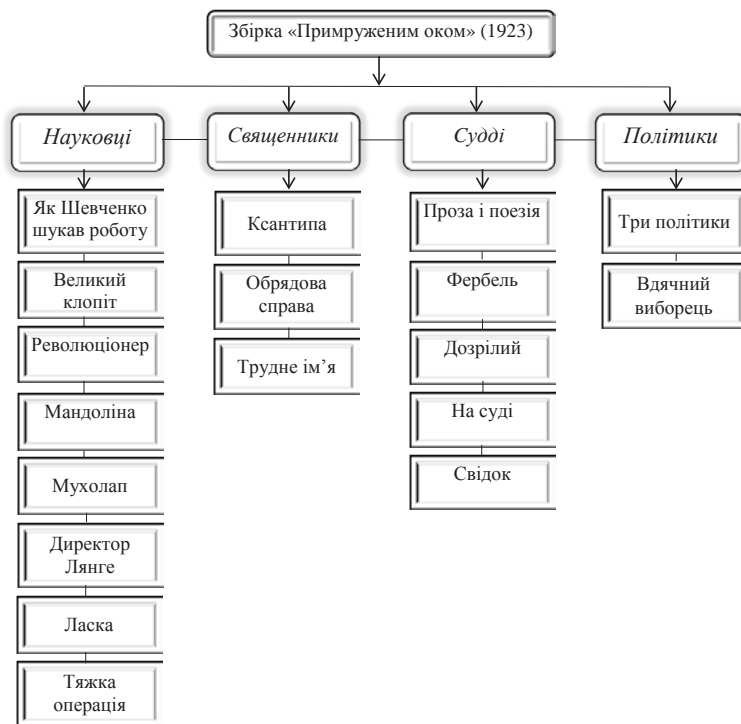 Збірка «Примруженим оком» (1923)
Науковці
Священники
Судді
Політики
Як Шевченко
шукав роботу
Великий
клопіт
Революціонер
Мандоліна
Мухолап
Директор
Лянге
Ласка
Тяжка
операція
Ксантипа
Обрядова
справа
Трудне ім’я
Проза і поезія
Фербель
Дозрілий
На суді
Свідок
Три політики
Вдячний
виборець